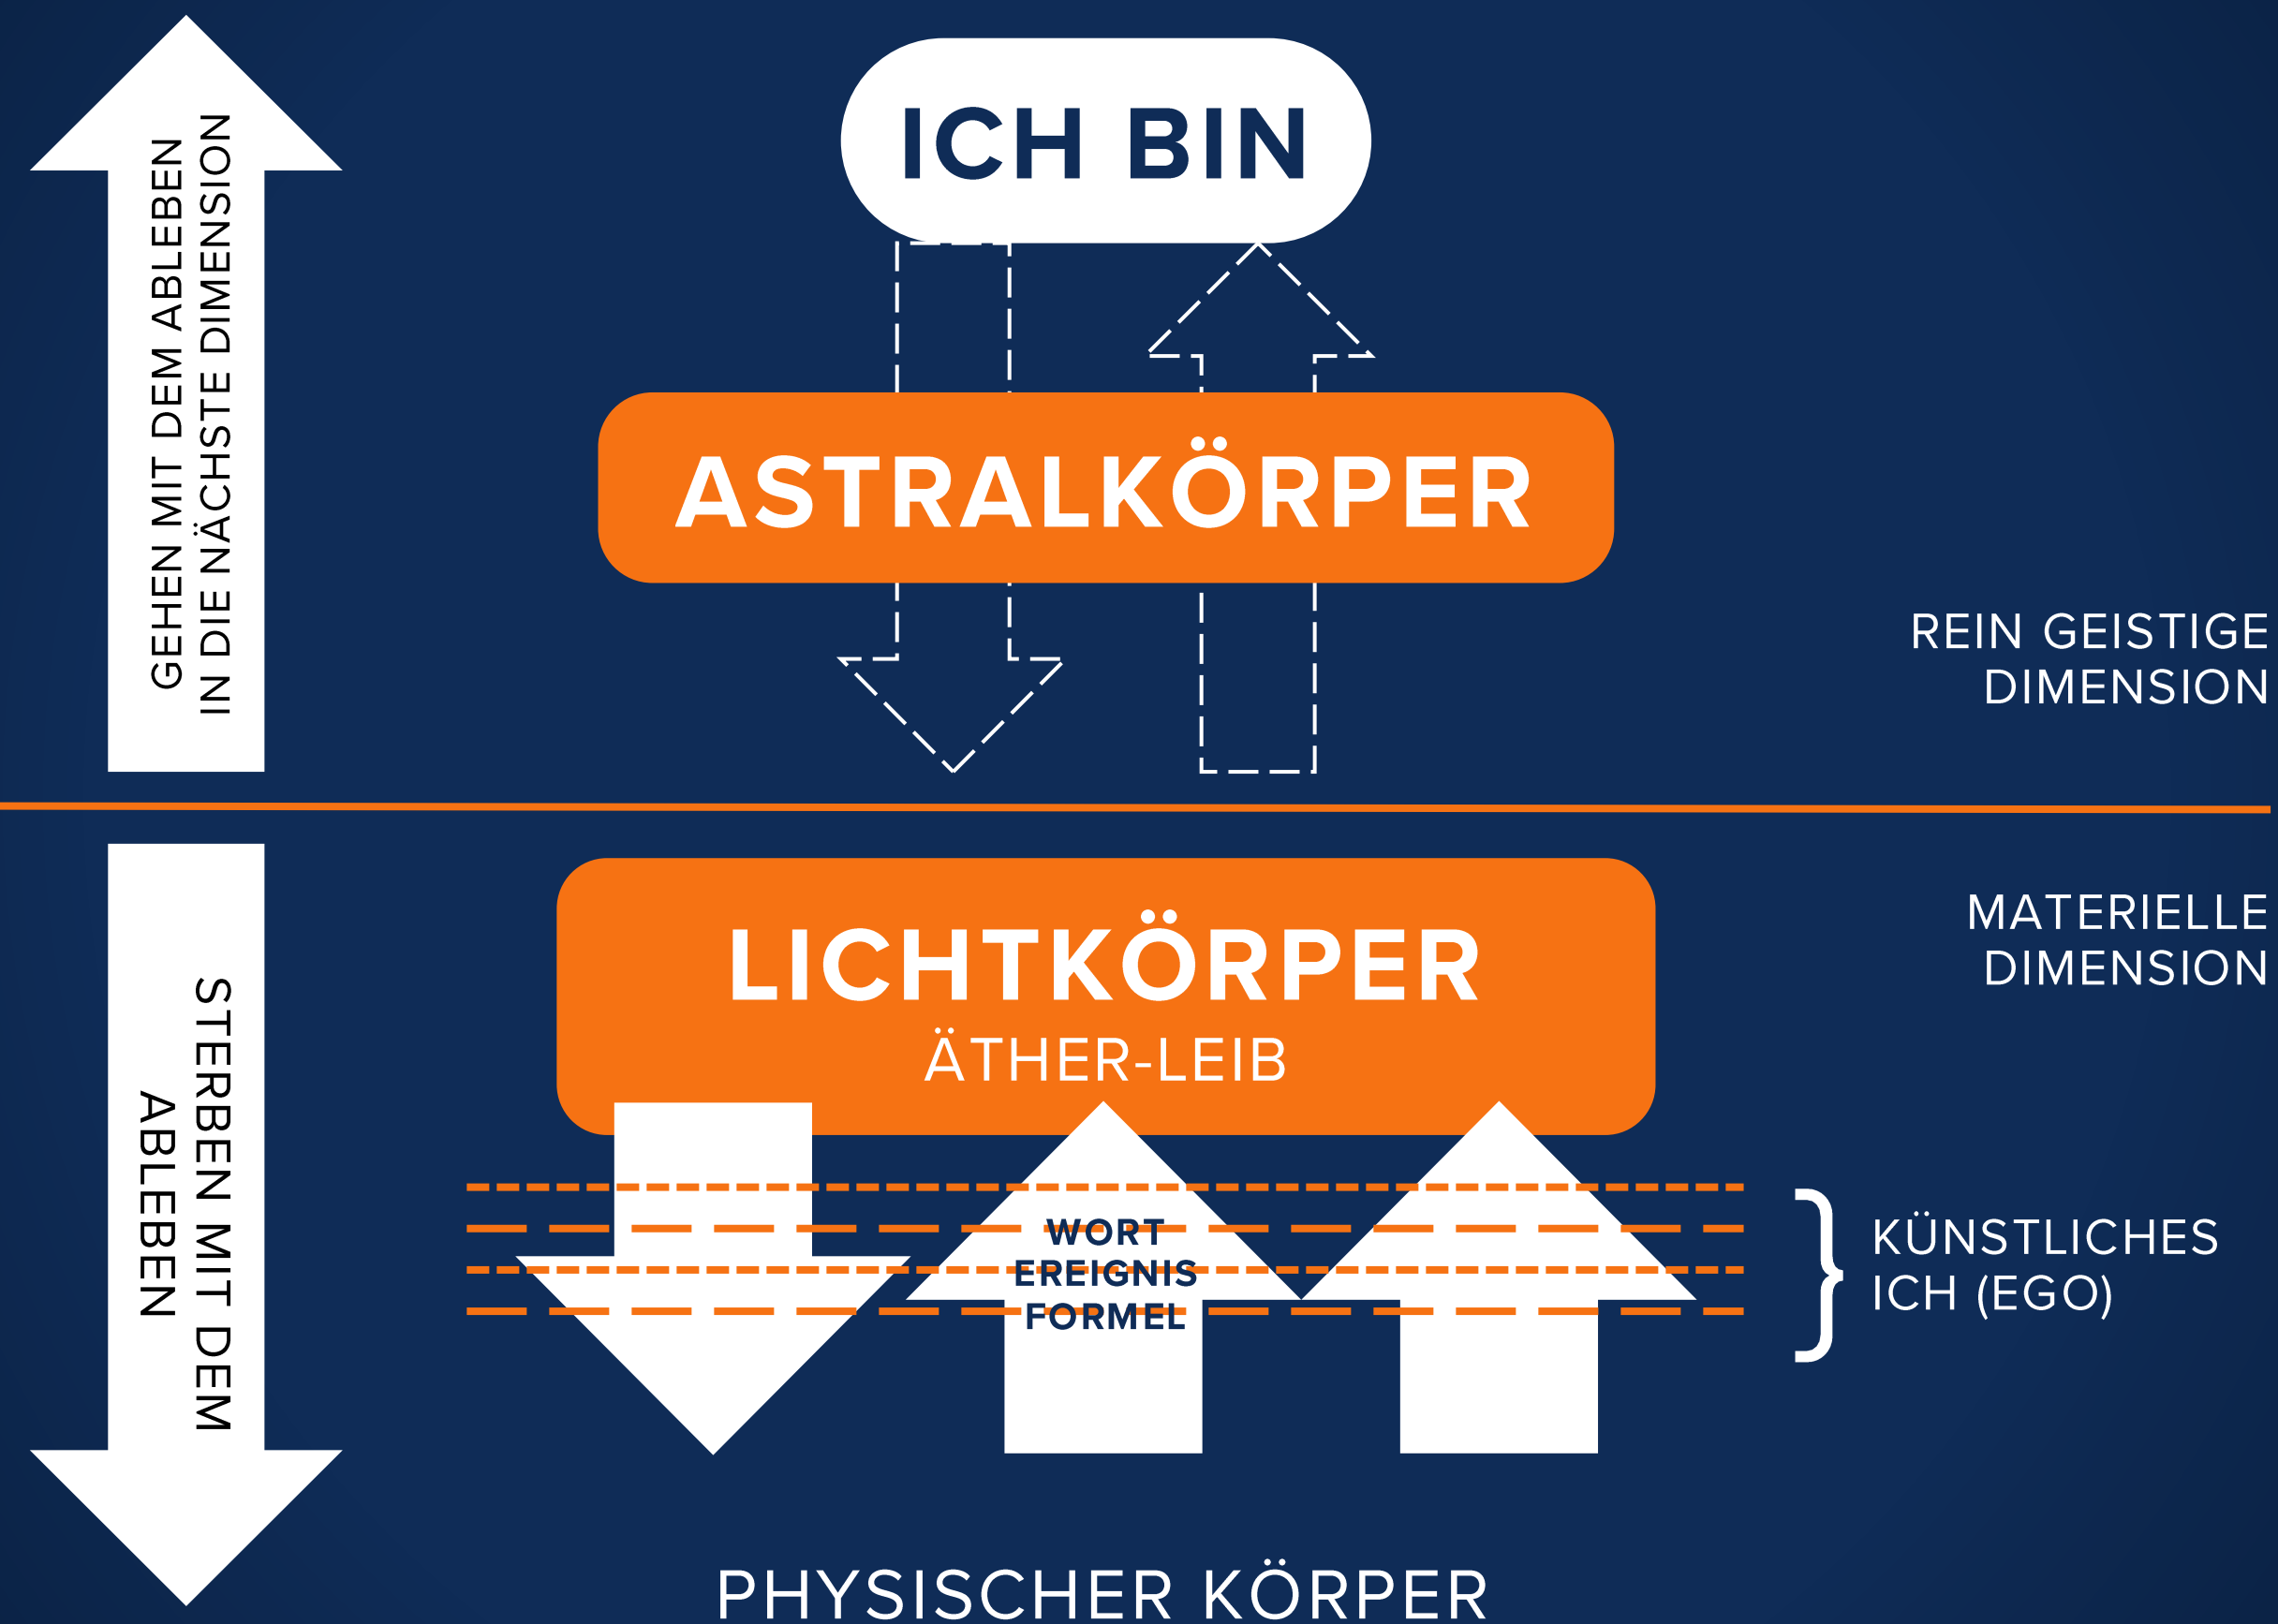 ICH BIN
GEHEN MIT DEM ABLEBEN
IN DIE NÄCHSTE DIMENSION
ASTRALKÖRPER
REIN GEISTIGE
DIMENSION
LICHTKÖRPER
ÄTHER-LEIB
MATERIELLE
DIMENSION
STERBEN MIT DEM
ABLEBEN
WORT
EREIGNIS
FORMEL
KÜNSTLICHES
ICH (EGO)
PHYSISCHER KÖRPER